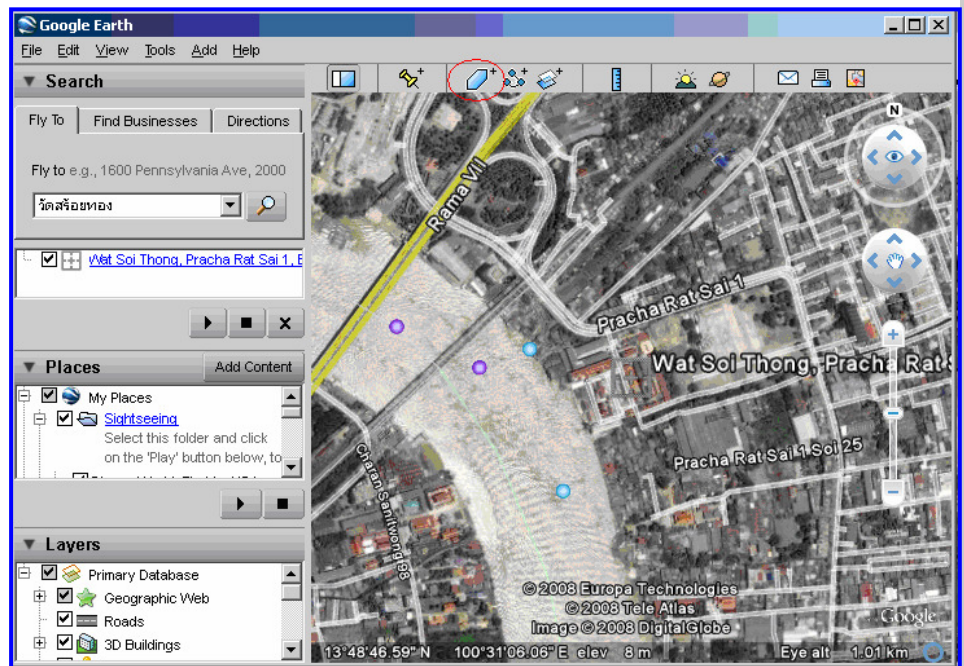 Google Earth
File Edit View Tools Add Help
Search
Fly To Find Businesses Directions
Fly to e.g., 1600 Pennsylvania Ave, 2000
วัดสร้อยทอง
Wat Soi Thong, Pracha Rat Sai 1, B
Places Add Content
My Places
Sightseeing
Select this folder and click
on the 'Play' button below, to
Layers
Primary Database
Geographic Web
Roads
3D Buildings
N
Rama VII
Pracha Rat Sai 1
Wat Soi Thong, Pracha Rat S
Charan Sanitwong 98
Pracha Rat Sai 1 Soi 25
© 2008 Europa Technologies
© 2008 Tele Atlas
Image © 2008 DigitalGlobe
Google
13°48'46.59" N 100°31'06.06" E elev 8 m Eye alt 1.01 km